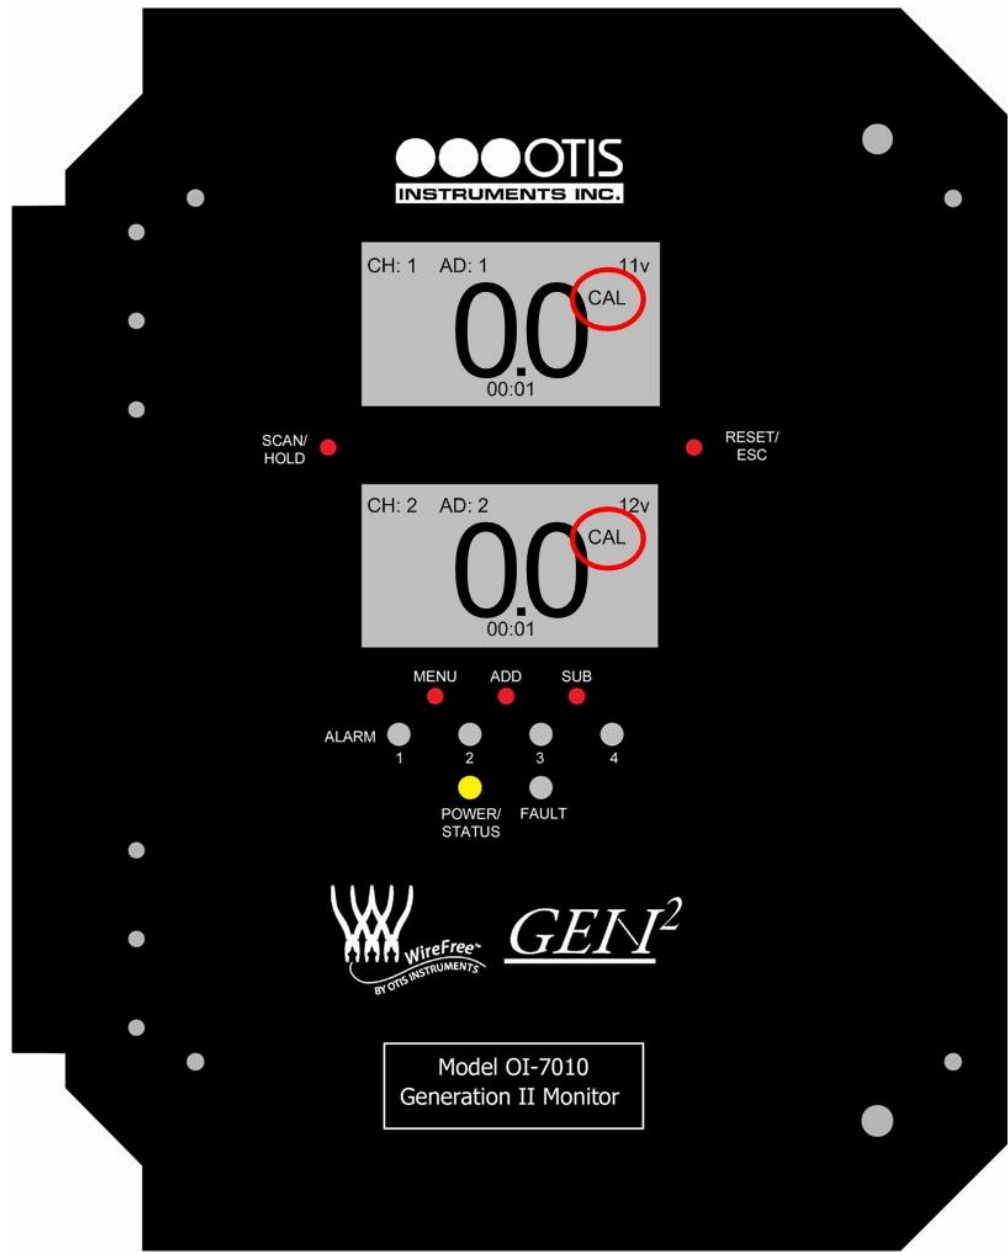 OTIS
INSTRUMENTS INC.
CH: 1 AD: 1 11v
CAL
0.0
00:01
SCAN/
HOLD
RESET/
ESC
CH: 2 AD: 2 12v
CAL
0.0
00:01
MENU ADD SUB
ALARM
1 2 3 4
POWER/
STATUS
FAULT
WireFree™
BY OTIS INSTRUMENTS
GEN²
Model OI-7010
Generation II Monitor